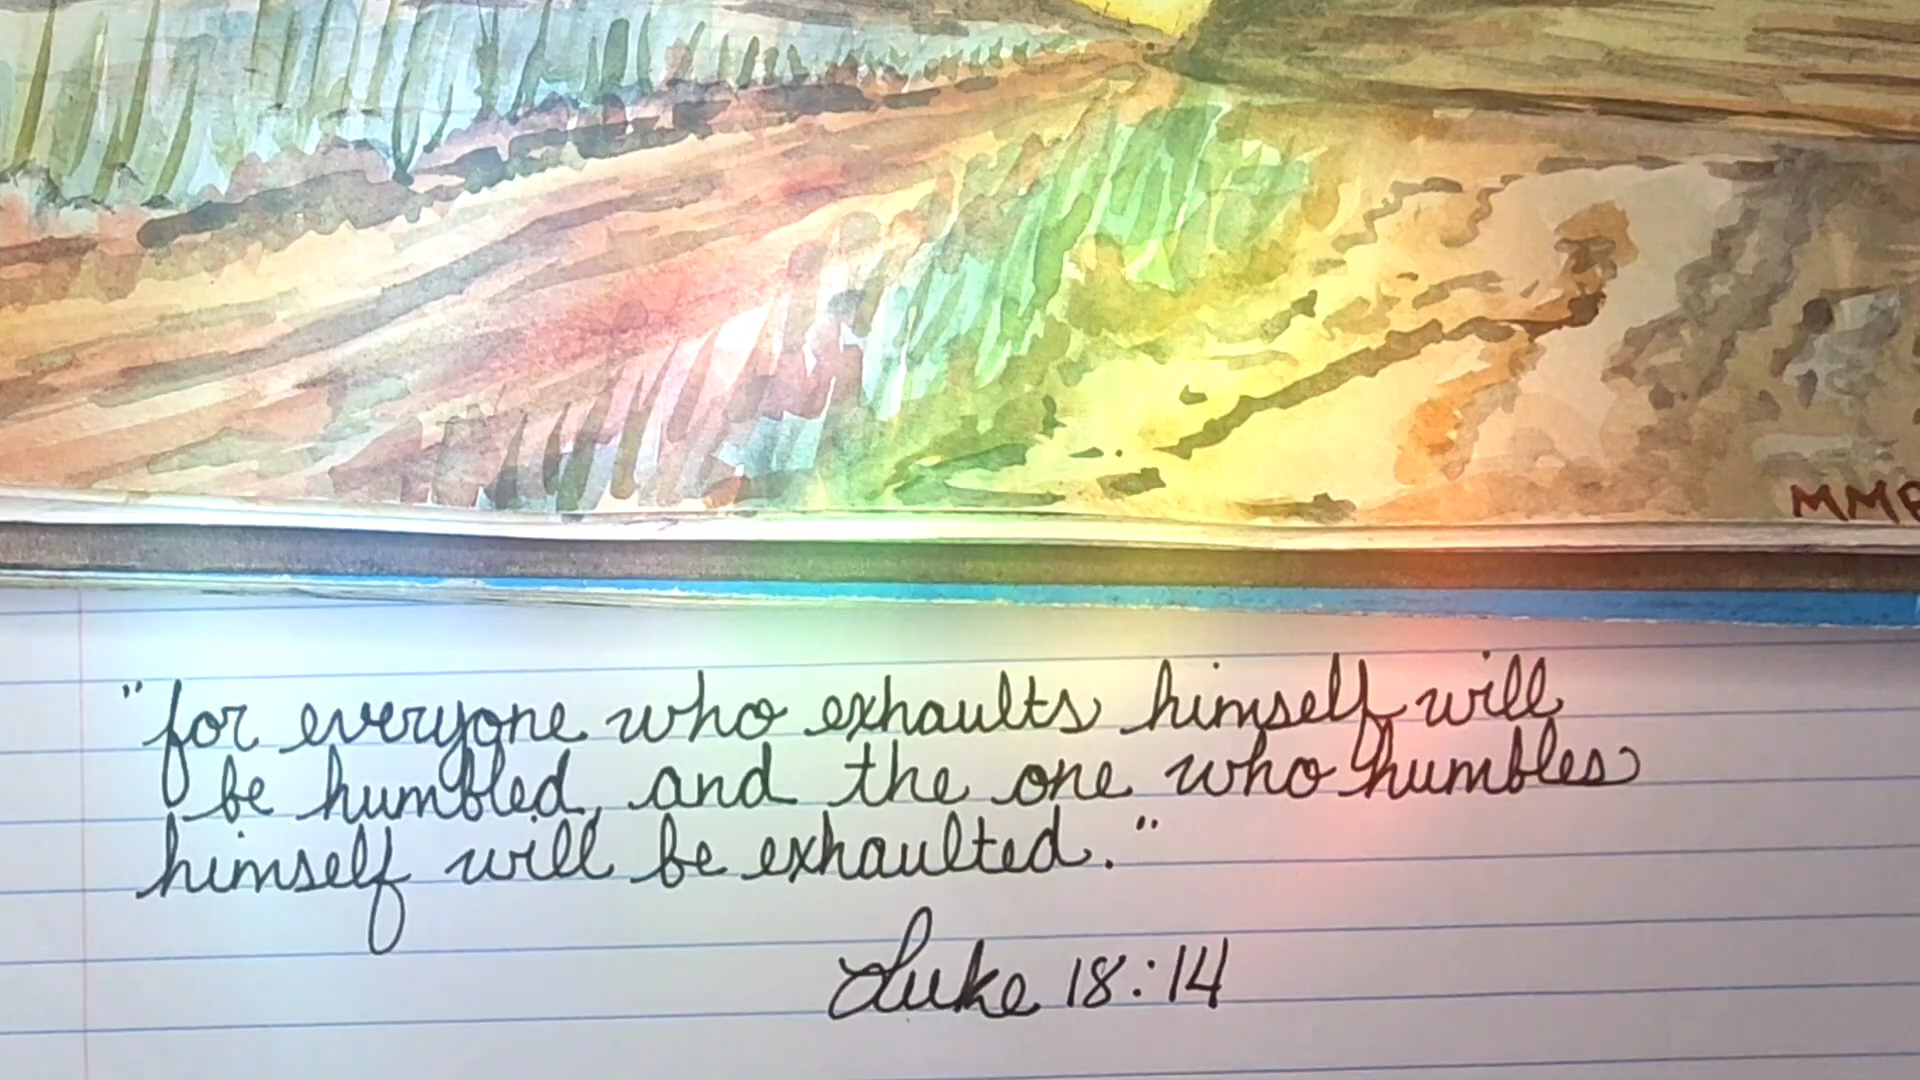 MMB
"for everyone who exhaults himself will
be humbled, and the one who humbles
himself will be exhaulted."
Luke 18:14